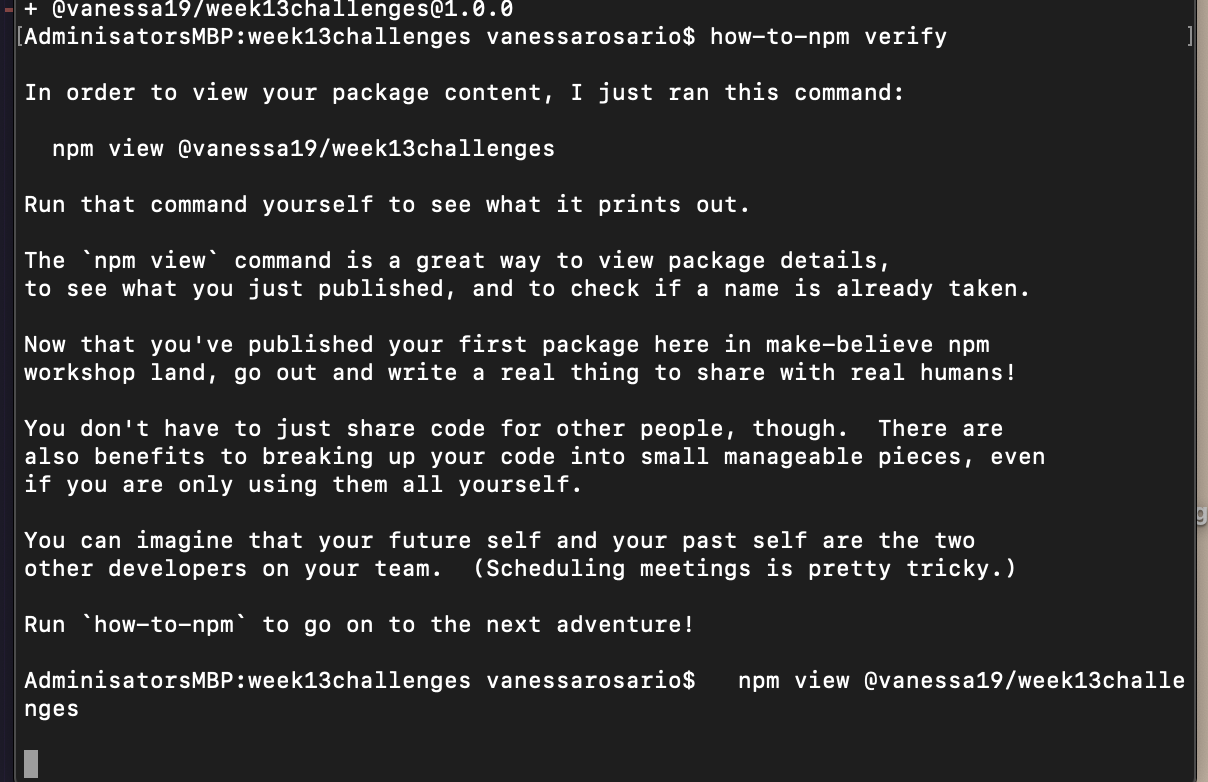 + @vanessa19/week13challenges@1.0.0
[AdminisatorsMBP:week13challenges vanessarosario$ how-to-npm verify ]
In order to view your package content, I just ran this command:
npm view @vanessa19/week13challenges
Run that command yourself to see what it prints out.
The `npm view` command is a great way to view package details,
to see what you just published, and to check if a name is already taken.
Now that you've published your first package here in make-believe npm
workshop land, go out and write a real thing to share with real humans!
You don't have to just share code for other people, though.  There are
also benefits to breaking up your code into small manageable pieces, even
if you are only using them all yourself.
You can imagine that your future self and your past self are the two
other developers on your team.  (Scheduling meetings is pretty tricky.)
Run `how-to-npm` to go on to the next adventure!
AdminisatorsMBP:week13challenges vanessarosario$   npm view @vanessa19/week13challe
nges
g